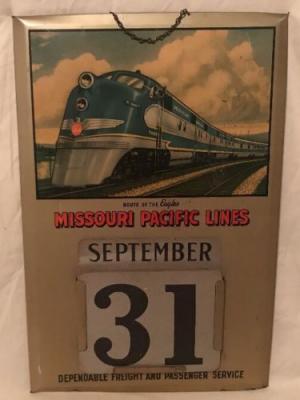 ROUTE OF THE Eagles
MISSOURI PACIFIC LINES
SEPTEMBER
31
DEPENDABLE FREIGHT AND PASSENGER SERVICE